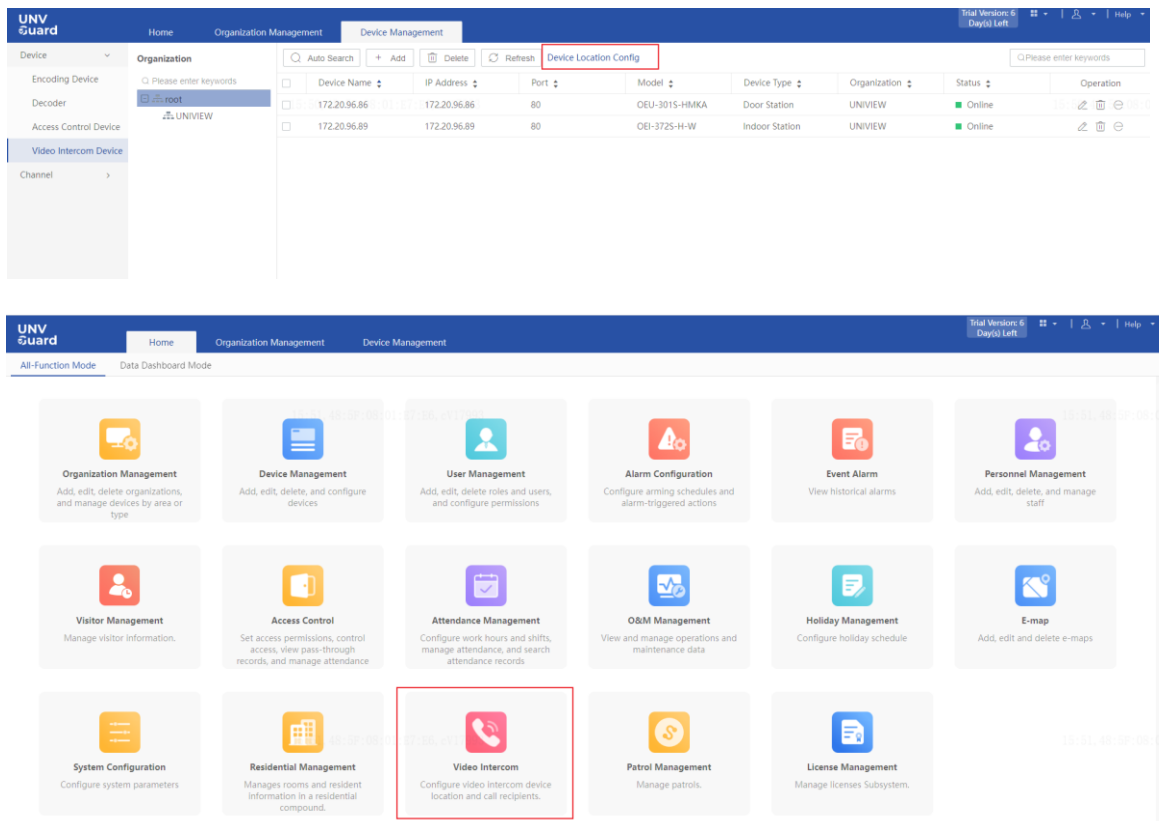 UNV Guard
Home Organization Management Device Management
Trial Version: 6 Day(s) Left
Help
Device
Encoding Device
Decoder
Access Control Device
Video Intercom Device
Channel
Organization
Please enter keywords
root
UNIVIEW
Auto Search + Add Delete Refresh Device Location Config Please enter keywords
Device Name IP Address Port Model Device Type Organization Status Operation
172.20.96.86 172.20.96.86 80 OEU-301S-HMKA Door Station UNIVIEW Online
172.20.96.89 172.20.96.89 80 OEI-372S-H-W Indoor Station UNIVIEW Online
UNV Guard
Home Organization Management Device Management
Trial Version: 6 Day(s) Left
Help
All-Function Mode Data Dashboard Mode
Organization Management
Add, edit, delete organizations,
and manage devices by area or
type
Device Management
Add, edit, delete, and configure
devices
User Management
Add, edit, delete roles and users,
and configure permissions
Alarm Configuration
Configure arming schedules and
alarm-triggered actions
Event Alarm
View historical alarms
Personnel Management
Add, edit, delete, and manage
staff
Visitor Management
Manage visitor information.
Access Control
Set access permissions, control
access, view pass-through
records, and manage attendance
Attendance Management
Configure work hours and shifts,
manage attendance, and search
attendance records
O&M Management
View and manage operations and
maintenance data
Holiday Management
Configure holiday schedule
E-map
Add, edit and delete e-maps
System Configuration
Configure system parameters
Residential Management
Manages rooms and resident
information in a residential
compound.
Video Intercom
Configure video intercom device
location and call recipients.
Patrol Management
Manage patrols.
License Management
Manage licenses Subsystem.